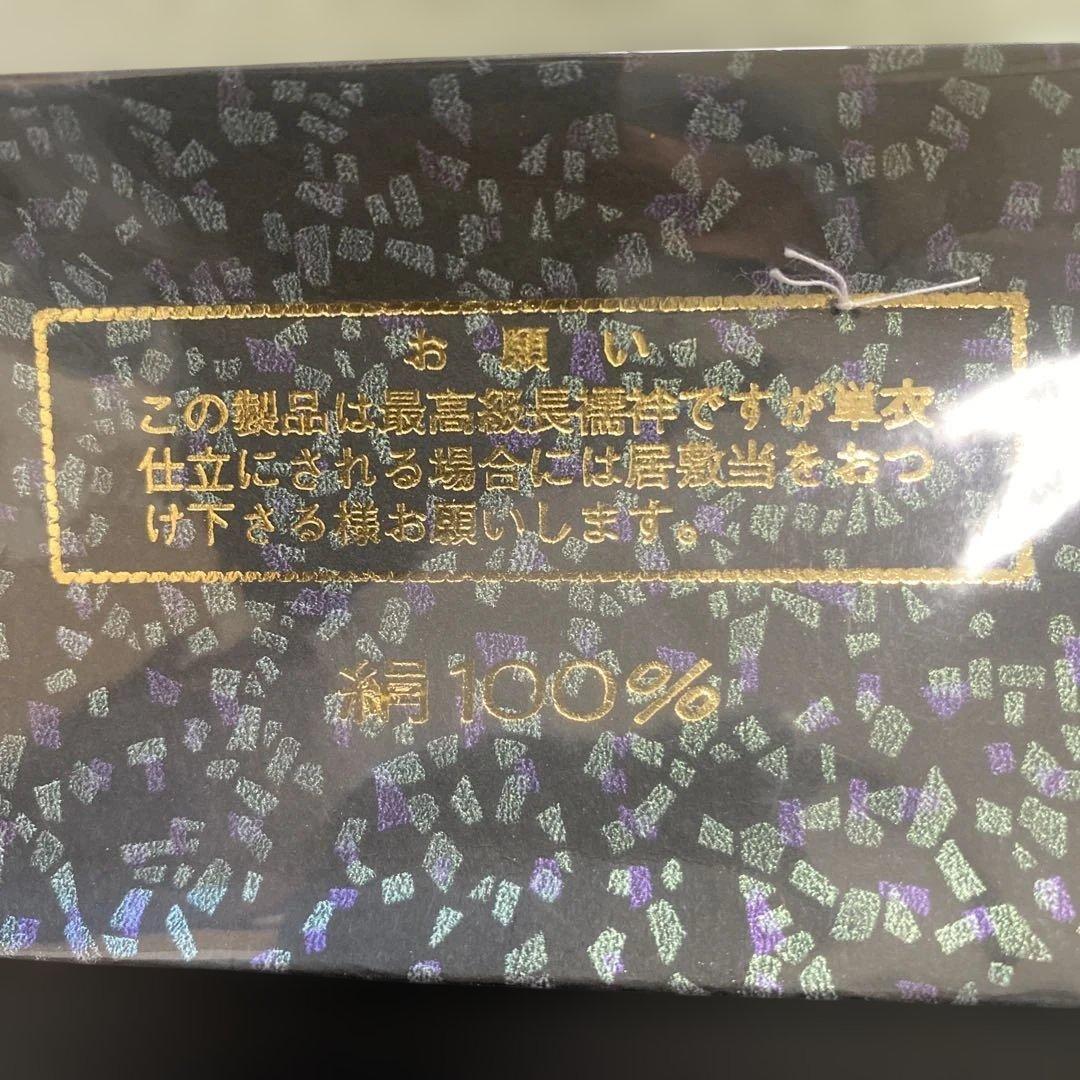 お願い
この製品は最高級長襦袢ですが単衣
仕立にされる場合には居敷当をおつ
け下さる様お願いします。
絹100%